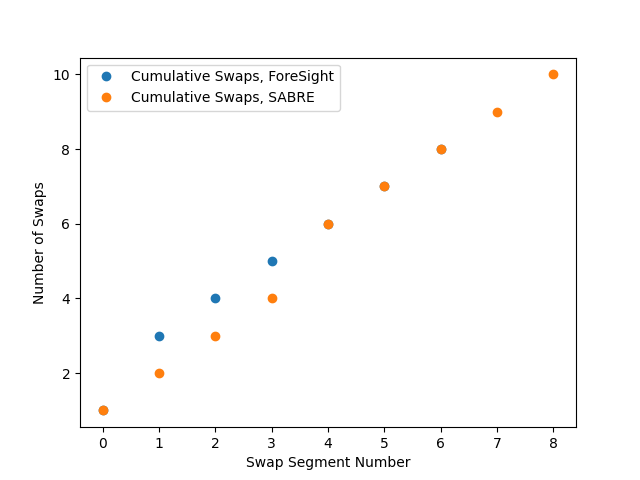 Cumulative Swaps, ForeSight
Cumulative Swaps, SABRE
10
8
6
4
2
Number of Swaps
0 1 2 3 4 5 6 7 8
Swap Segment Number